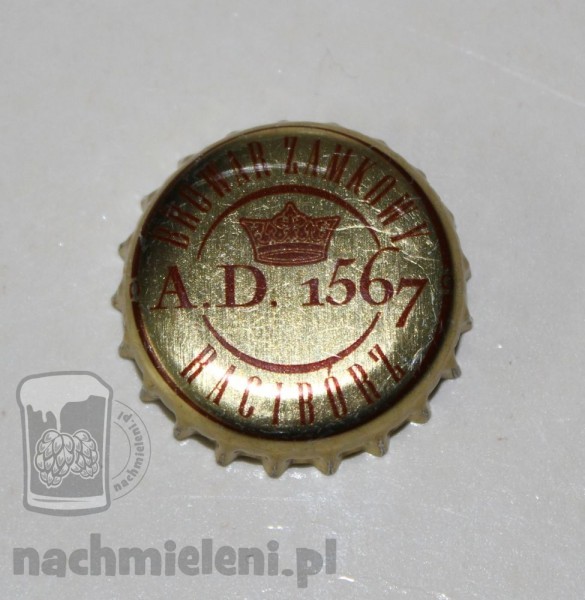 BROWAR ZAMKOWY
A.D. 1567
RACIBÓRZ
nachmieleni.pl
nachmieleni.pl